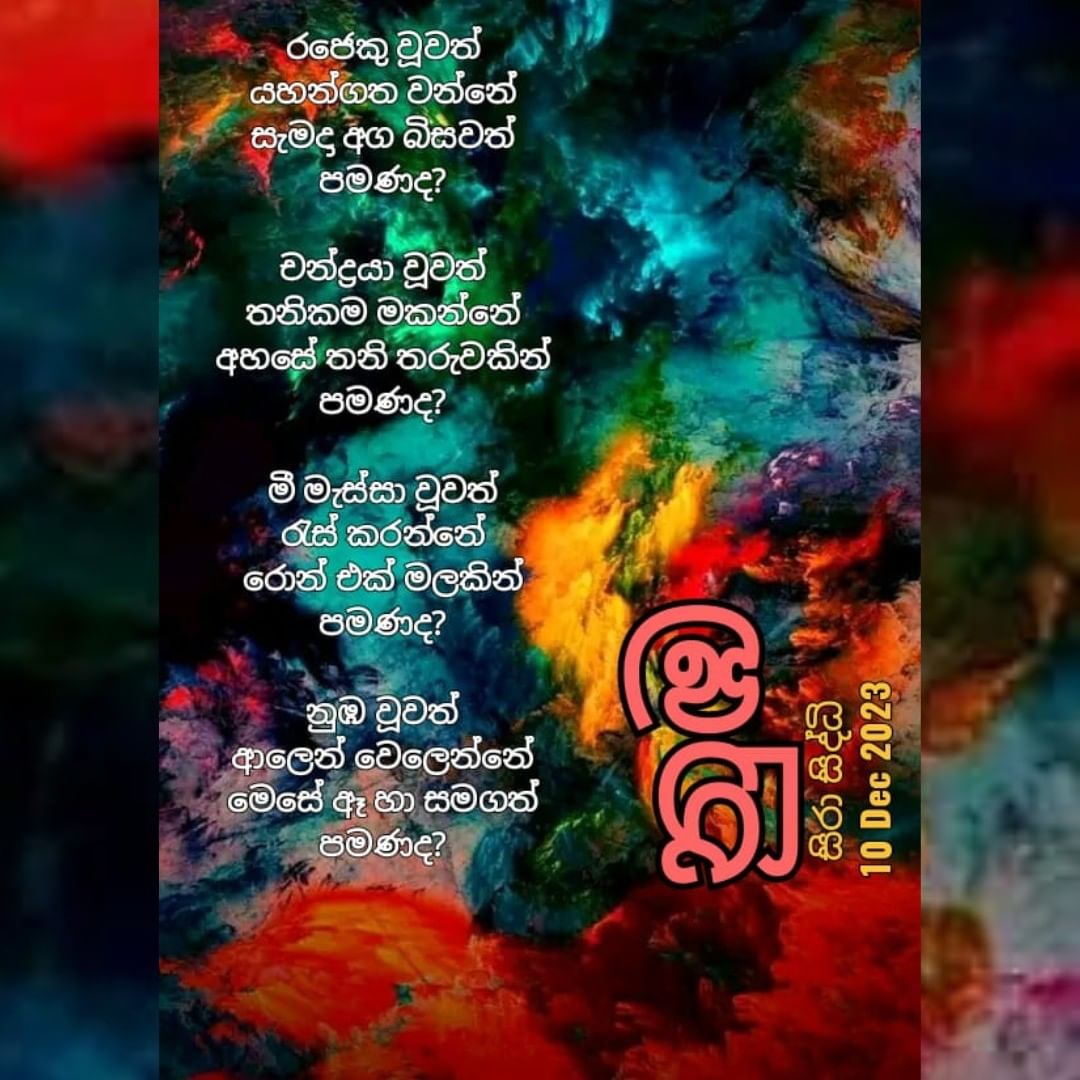 රජෙකු වූවත්
යහන්ගත වන්නේ
සැමදා අග බිසවත්
පමණද?
චන්ද්‍රයා වූවත්
තනිකම මකන්නේ
අහසේ තනි තරුවකින්
පමණද?
මී මැස්සා වූවත්
රැස් කරන්නේ
රොන් එක් මලකින්
පමණද?
නුඹ වූවත්
ආලෙන් වෙලෙන්නේ
මෙසේ ඈ හා සමගත්
පමණද?
නුඹ
සීරා සිද්ධි
10 Dec 2023